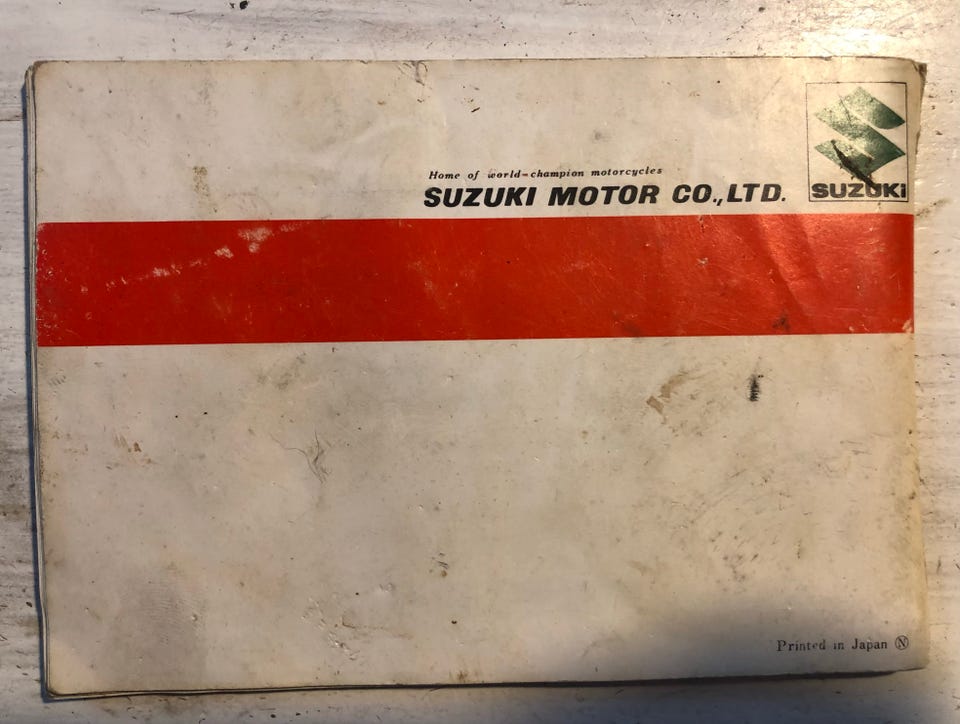 Home of world-champion motorcycles
SUZUKI MOTOR CO.,LTD.
SUZUKI
Printed in Japan Ⓝ